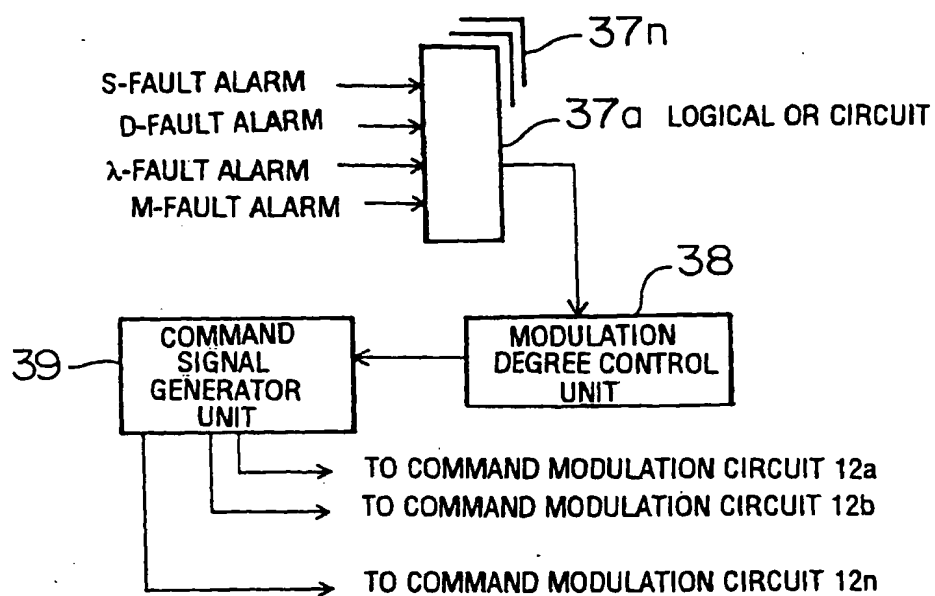 37n
S-FAULT ALARM
37a LOGICAL OR CIRCUIT
D-FAULT ALARM
λ-FAULT ALARM
M-FAULT ALARM
38
39
COMMAND
SIGNAL
GENERATOR
UNIT
MODULATION
DEGREE CONTROL
UNIT
TO COMMAND MODULATION CIRCUIT 12a
TO COMMAND MODULATION CIRCUIT 12b
TO COMMAND MODULATION CIRCUIT 12n